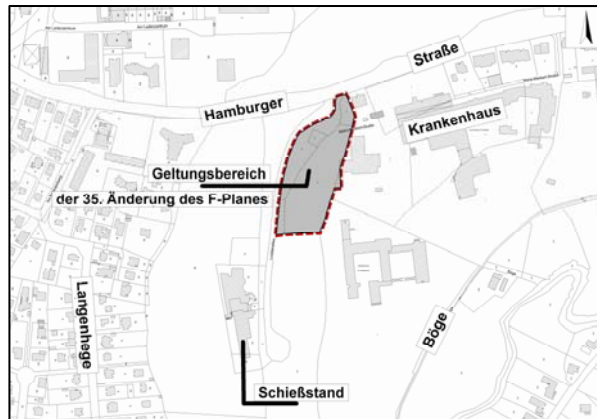 Straße
Hamburger
Krankenhaus
Geltungsbereich
der 35. Änderung des F-Planes
Langenhege
Böge
Schießstand